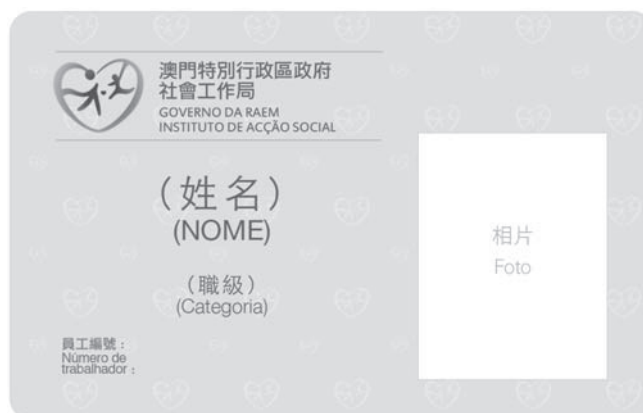 澳門特別行政區政府
社會工作局
GOVERNO DA RAEM
INSTITUTO DE ACÇÃO SOCIAL
（姓名）
(NOME)
（職級）
(Categoria)
相片
Foto
員工編號：
Número de
trabalhador：